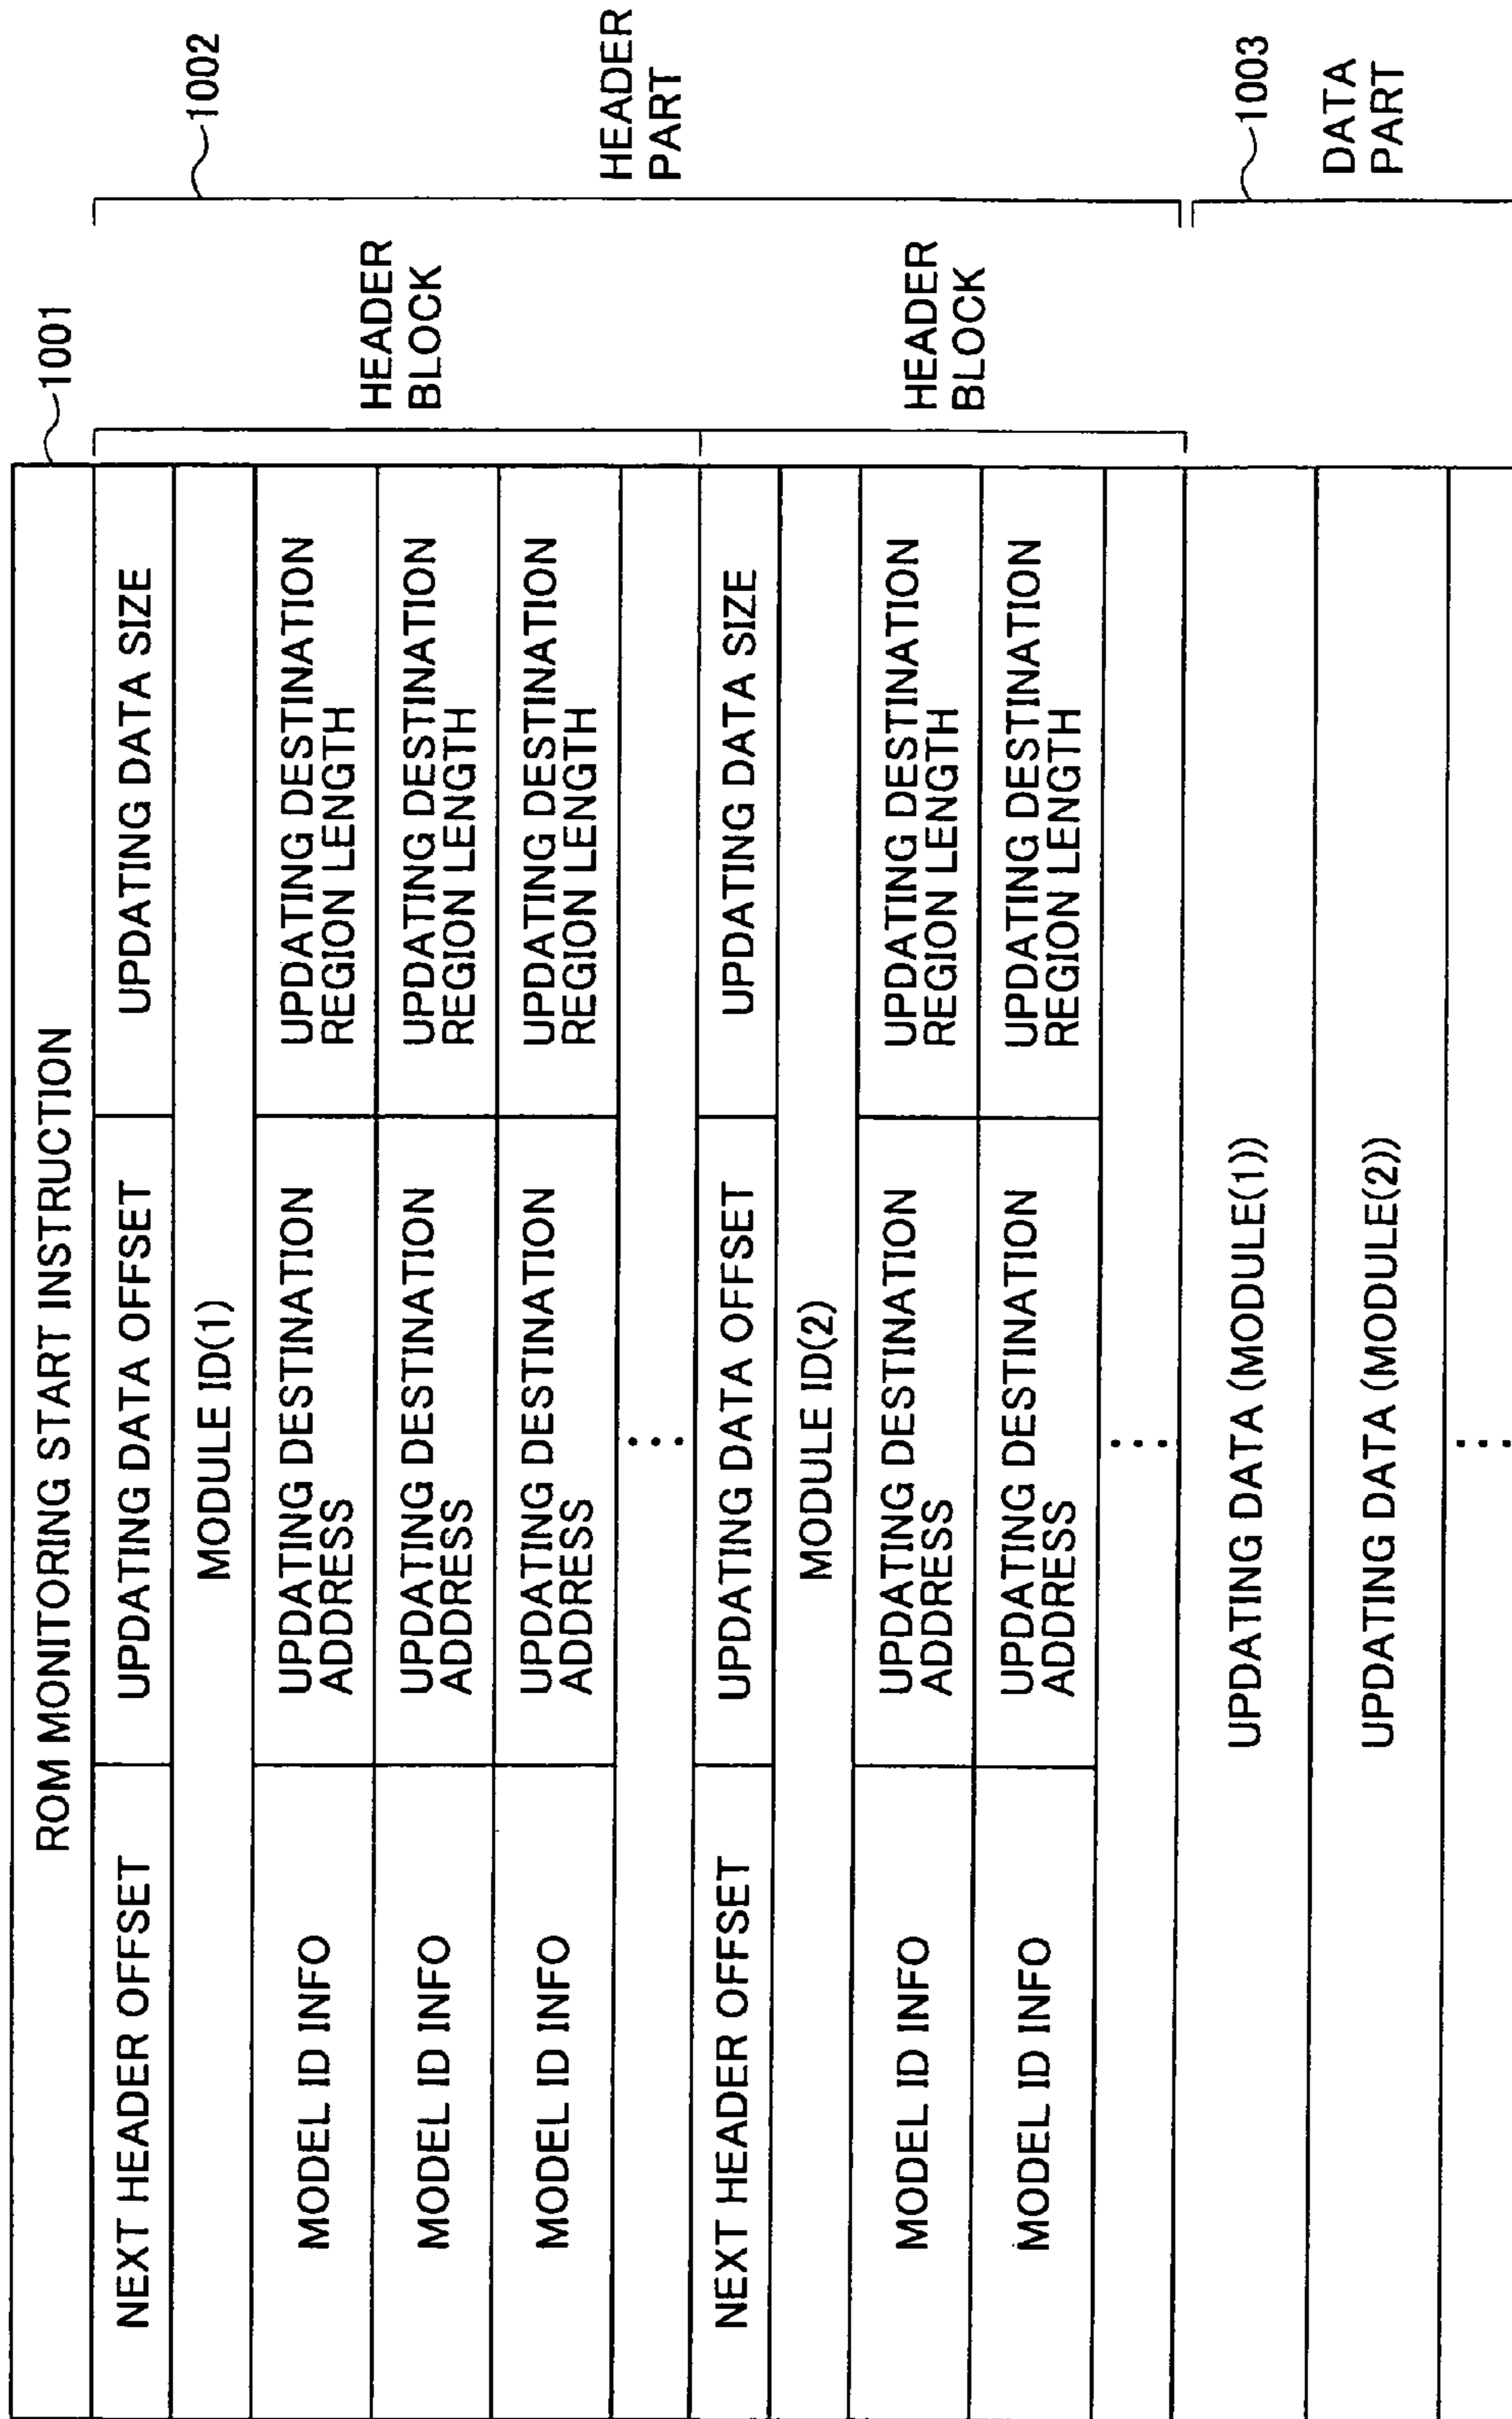 ROM MONITORING START INSTRUCTION
1001
NEXT HEADER OFFSET
UPDATING DATA OFFSET
UPDATING DATA SIZE
MODULE ID(1)
MODEL ID INFO
UPDATING DESTINATION
ADDRESS
UPDATING DESTINATION
REGION LENGTH
MODEL ID INFO
UPDATING DESTINATION
ADDRESS
UPDATING DESTINATION
REGION LENGTH
MODEL ID INFO
UPDATING DESTINATION
ADDRESS
UPDATING DESTINATION
REGION LENGTH
...
HEADER
BLOCK
1002
HEADER
PART
NEXT HEADER OFFSET
UPDATING DATA OFFSET
UPDATING DATA SIZE
MODULE ID(2)
MODEL ID INFO
UPDATING DESTINATION
ADDRESS
UPDATING DESTINATION
REGION LENGTH
MODEL ID INFO
UPDATING DESTINATION
ADDRESS
UPDATING DESTINATION
REGION LENGTH
...
HEADER
BLOCK
UPDATING DATA (MODULE(1))
UPDATING DATA (MODULE(2))
...
1003
DATA
PART